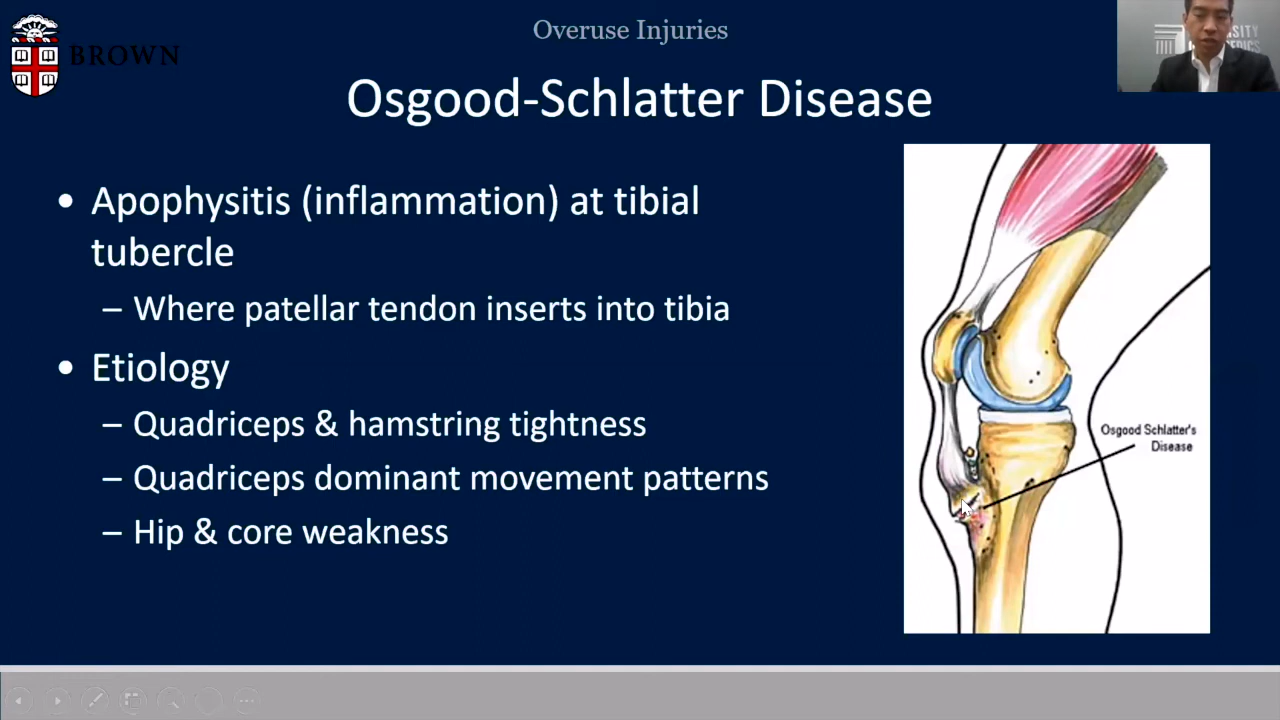 Overuse Injuries
BROWN
Osgood-Schlatter Disease
• Apophysitis (inflammation) at tibial
tubercle
– Where patellar tendon inserts into tibia
• Etiology
– Quadriceps & hamstring tightness
– Quadriceps dominant movement patterns
– Hip & core weakness
Osgood Schlatter's
Disease